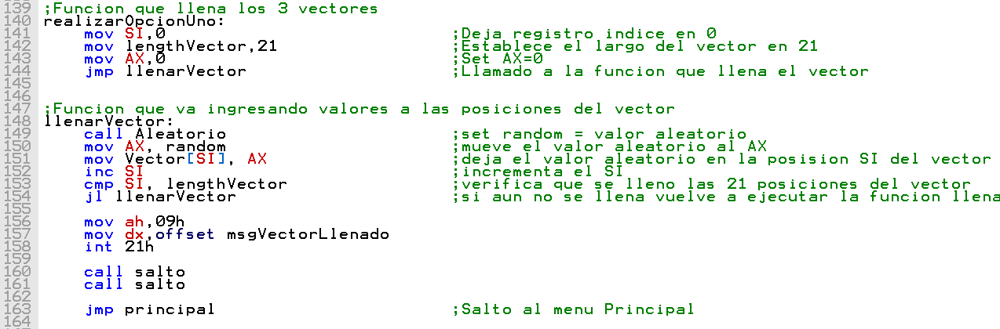 139 ;Funcion que llena los 3 vectores
140 realizarOpcionUno:
141 mov SI,0 ;Deja registro indice en 0
142 mov lengthVector,21 ;Establece el largo del vector en 21
143 mov AX,0 ;Set AX=0
144 jmp llenarVector ;Llamado a la funcion que llena el vector
145
146
147 ;Funcion que va ingresando valores a las posiciones del vector
148 llenarVector:
149 call Aleatorio ;set random = valor aleatorio
150 mov AX, random ;mueve el valor aleatorio al AX
151 mov Vector[SI], AX ;deja el valor aleatorio en la posision SI del vector
152 inc SI ;incrementa el SI
153 cmp SI, lengthVector ;verifica que se lleno las 21 posiciones del vector
154 jl llenarVector ;si aun no se llena vuelve a ejecutar la funcion llena
155
156 mov ah,09h
157 mov dx,offset msgVectorLlenado
158 int 21h
159
160 call salto
161 call salto
162
163 jmp principal ;Salto al menu Principal
164